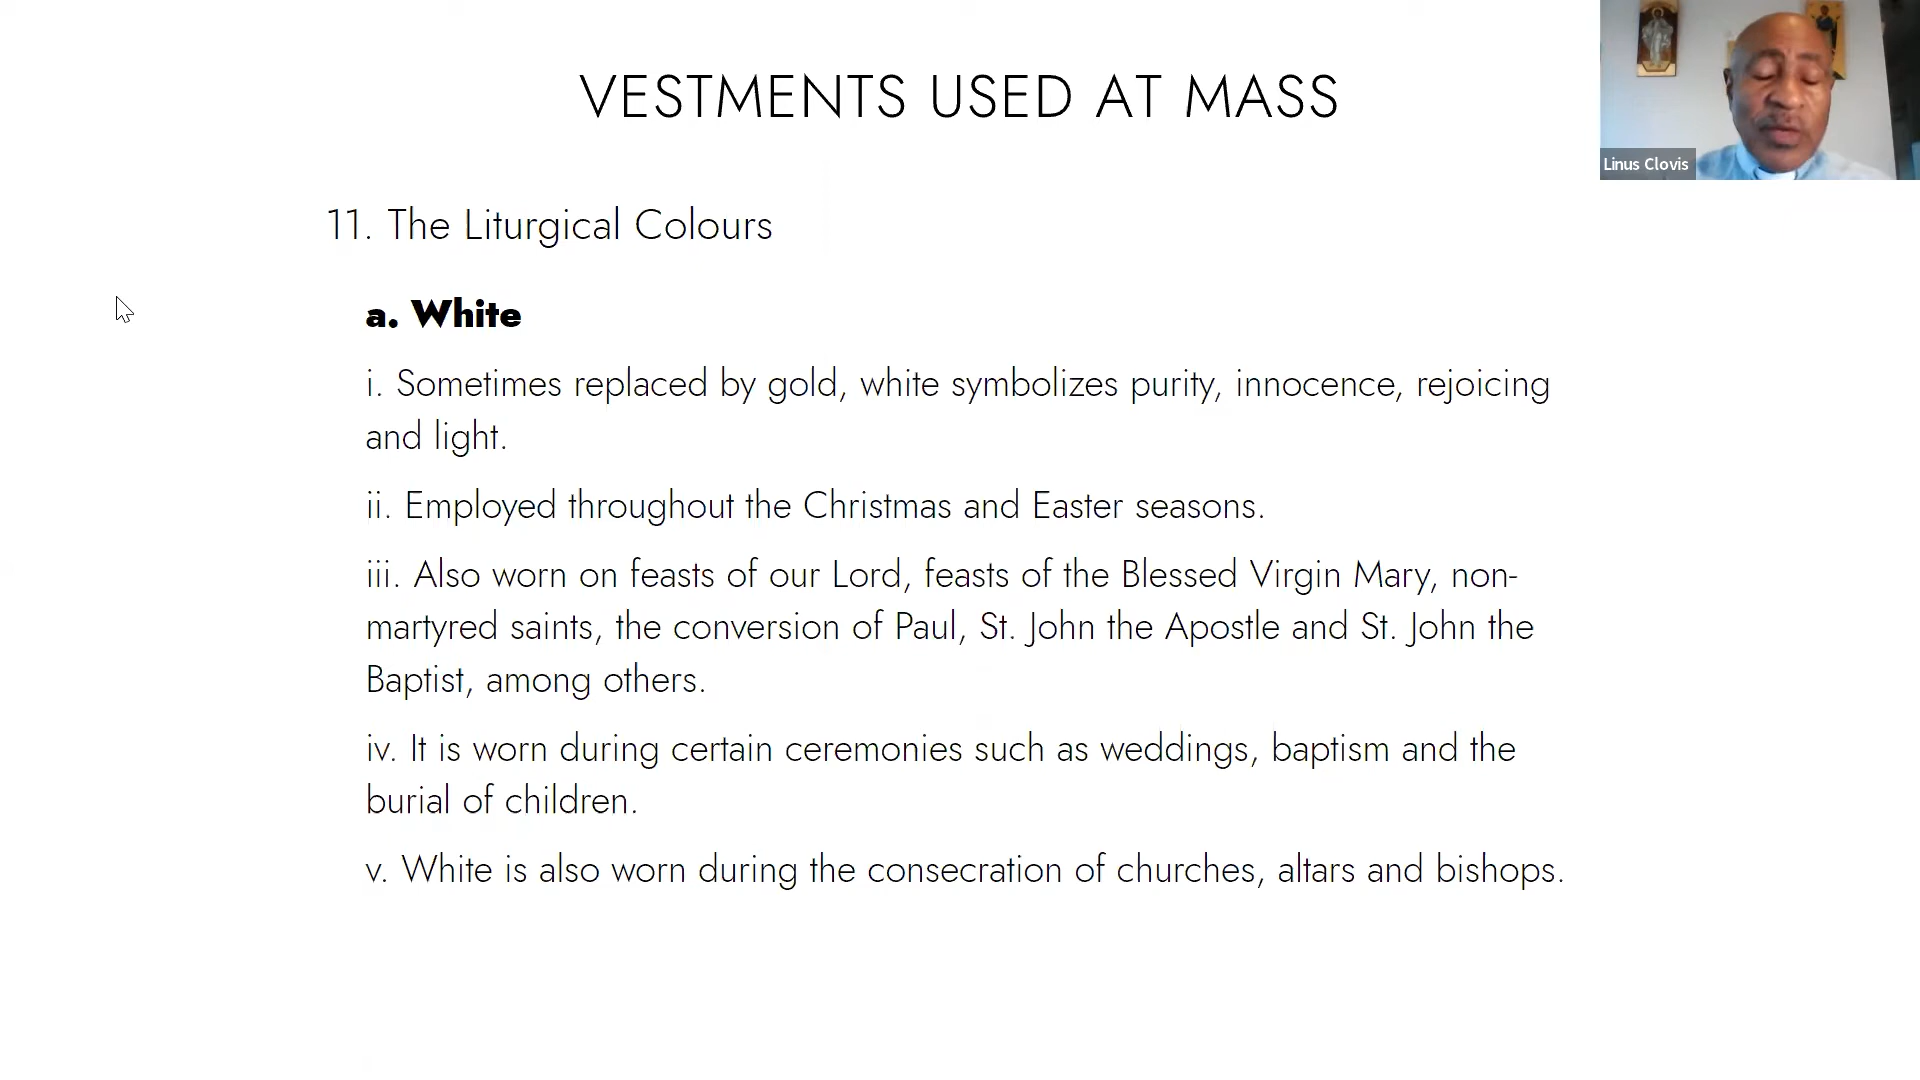 VESTMENTS USED AT MASS
Linus Clovis
11. The Liturgical Colours
a. White
i. Sometimes replaced by gold, white symbolizes purity, innocence, rejoicing
and light.
ii. Employed throughout the Christmas and Easter seasons.
iii. Also worn on feasts of our Lord, feasts of the Blessed Virgin Mary, non-
martyred saints, the conversion of Paul, St. John the Apostle and St. John the
Baptist, among others.
iv. It is worn during certain ceremonies such as weddings, baptism and the
burial of children.
v. White is also worn during the consecration of churches, altars and bishops.